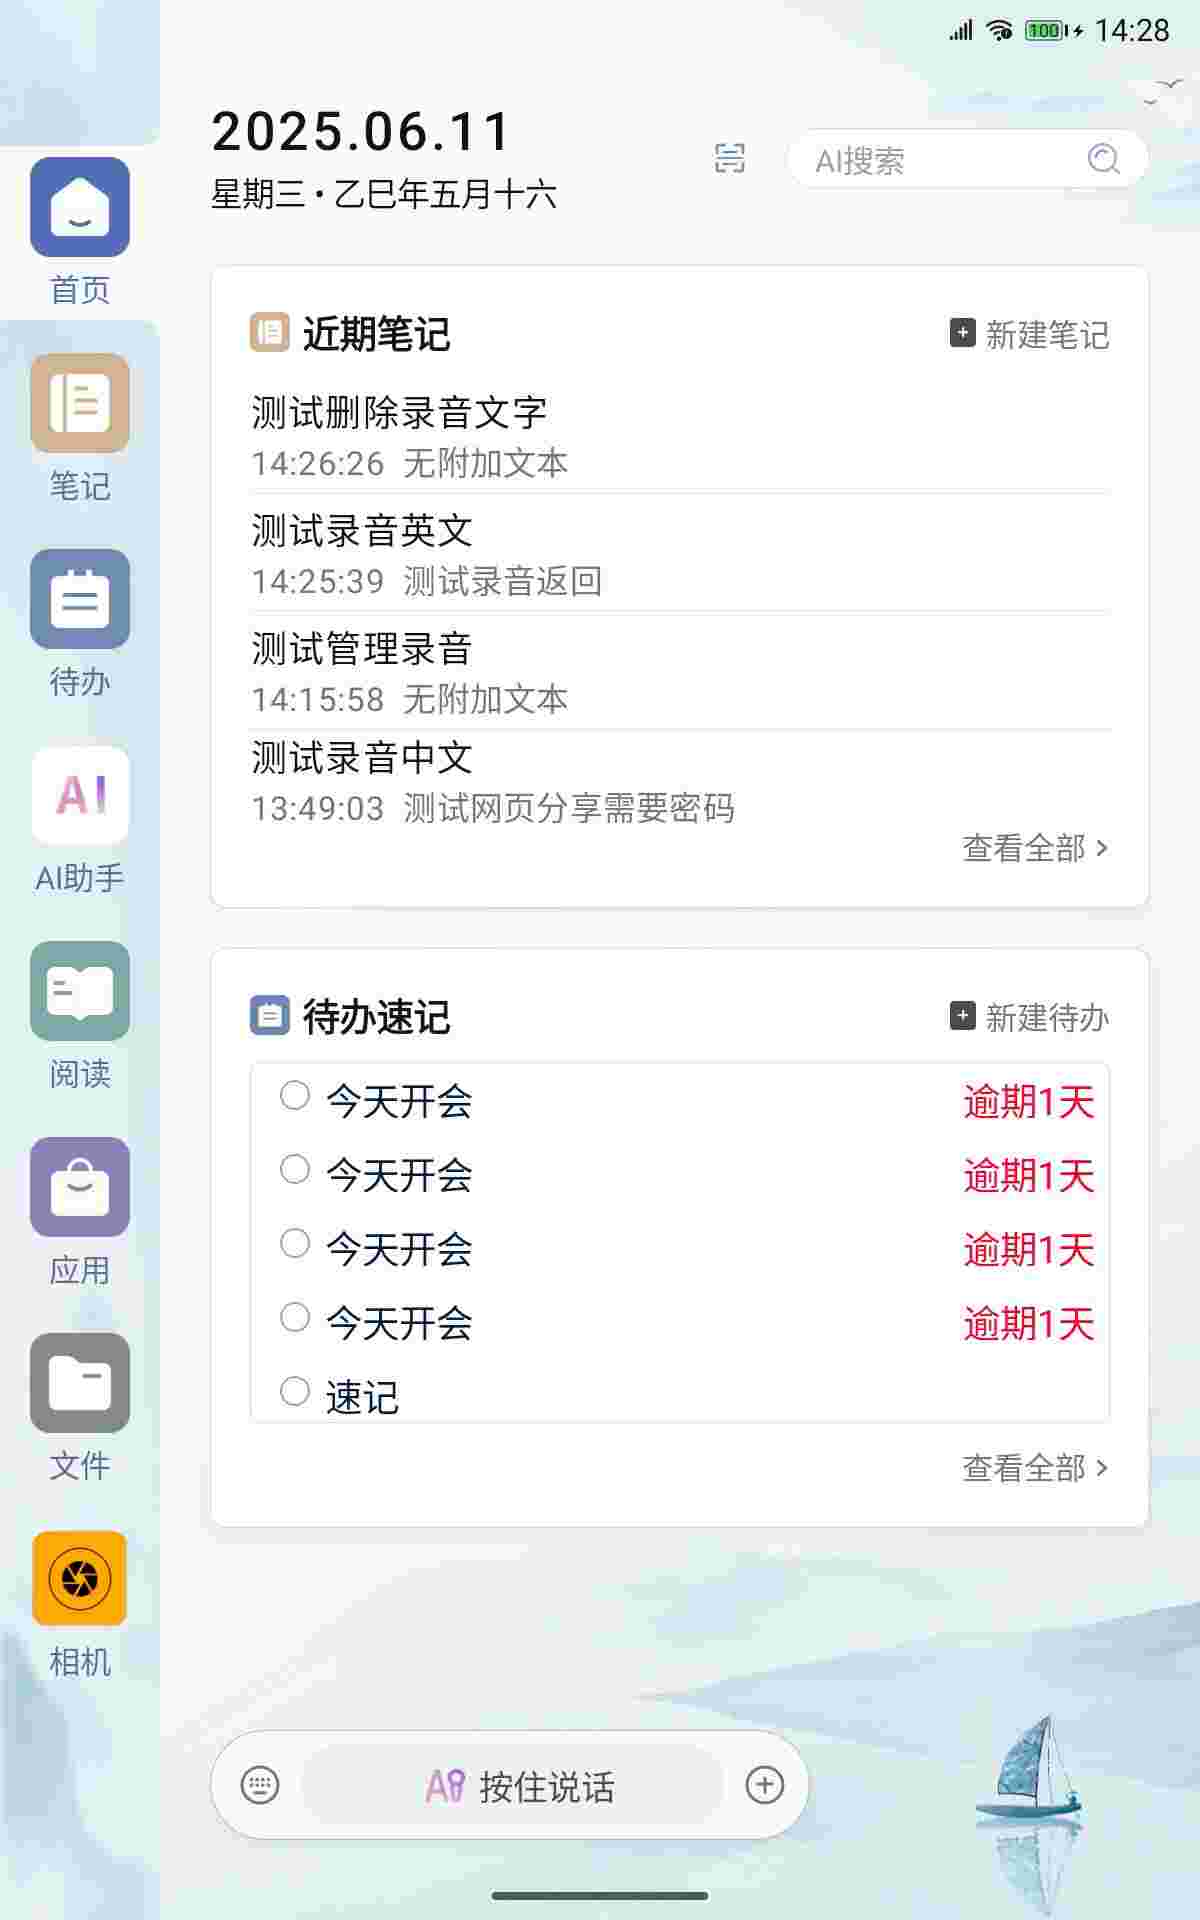 100 14:28
2025.06.11
星期三·乙巳年五月十六
AI搜索
首页
笔记
待办
AI
AI助手
阅读
应用
文件
相机
近期笔记
新建笔记
测试删除录音文字
14:26:26 无附加文本
测试录音英文
14:25:39 测试录音返回
测试管理录音
14:15:58 无附加文本
测试录音中文
13:49:03 测试网页分享需要密码
查看全部
待办速记
新建待办
今天开会 逾期1天
今天开会 逾期1天
今天开会 逾期1天
今天开会 逾期1天
速记
查看全部
AI 按住说话